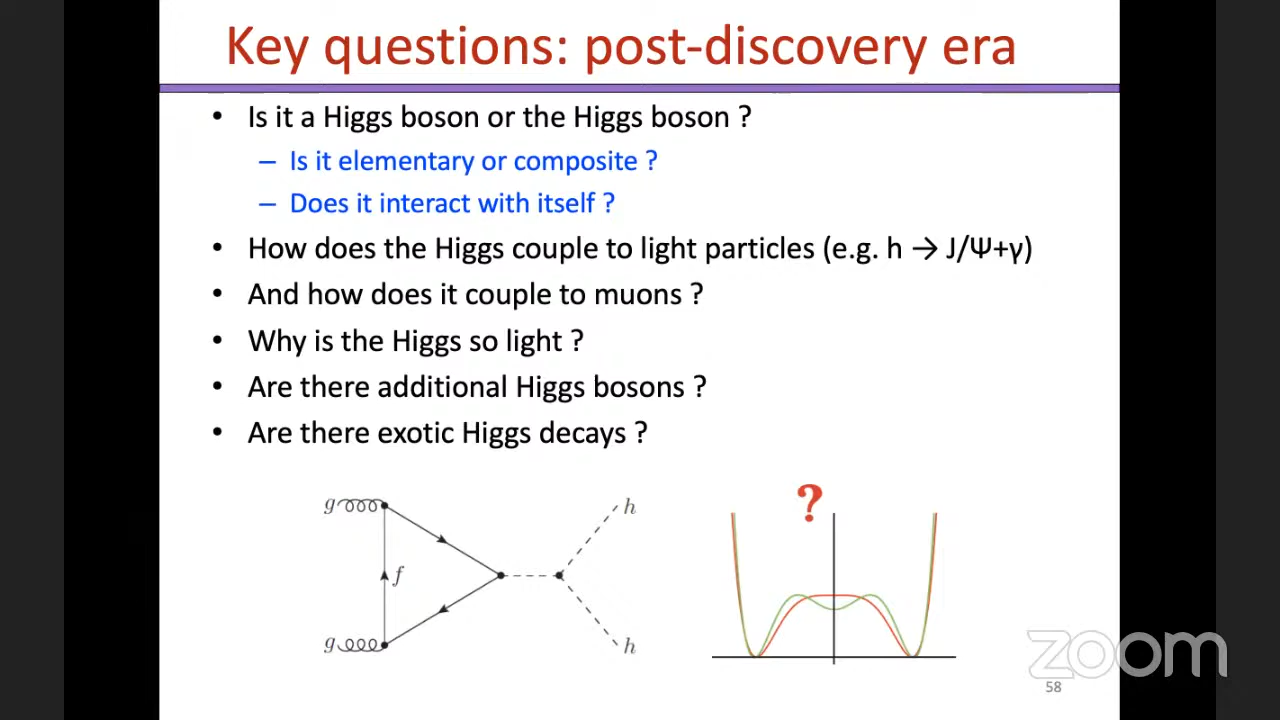 Key questions: post-discovery era
• Is it a Higgs boson or the Higgs boson ?
– Is it elementary or composite ?
– Does it interact with itself ?
• How does the Higgs couple to light particles (e.g. h → J/Ψ+γ)
• And how does it couple to muons ?
• Why is the Higgs so light ?
• Are there additional Higgs bosons ?
• Are there exotic Higgs decays ?
g
h
f
g
h
?
zoom
58